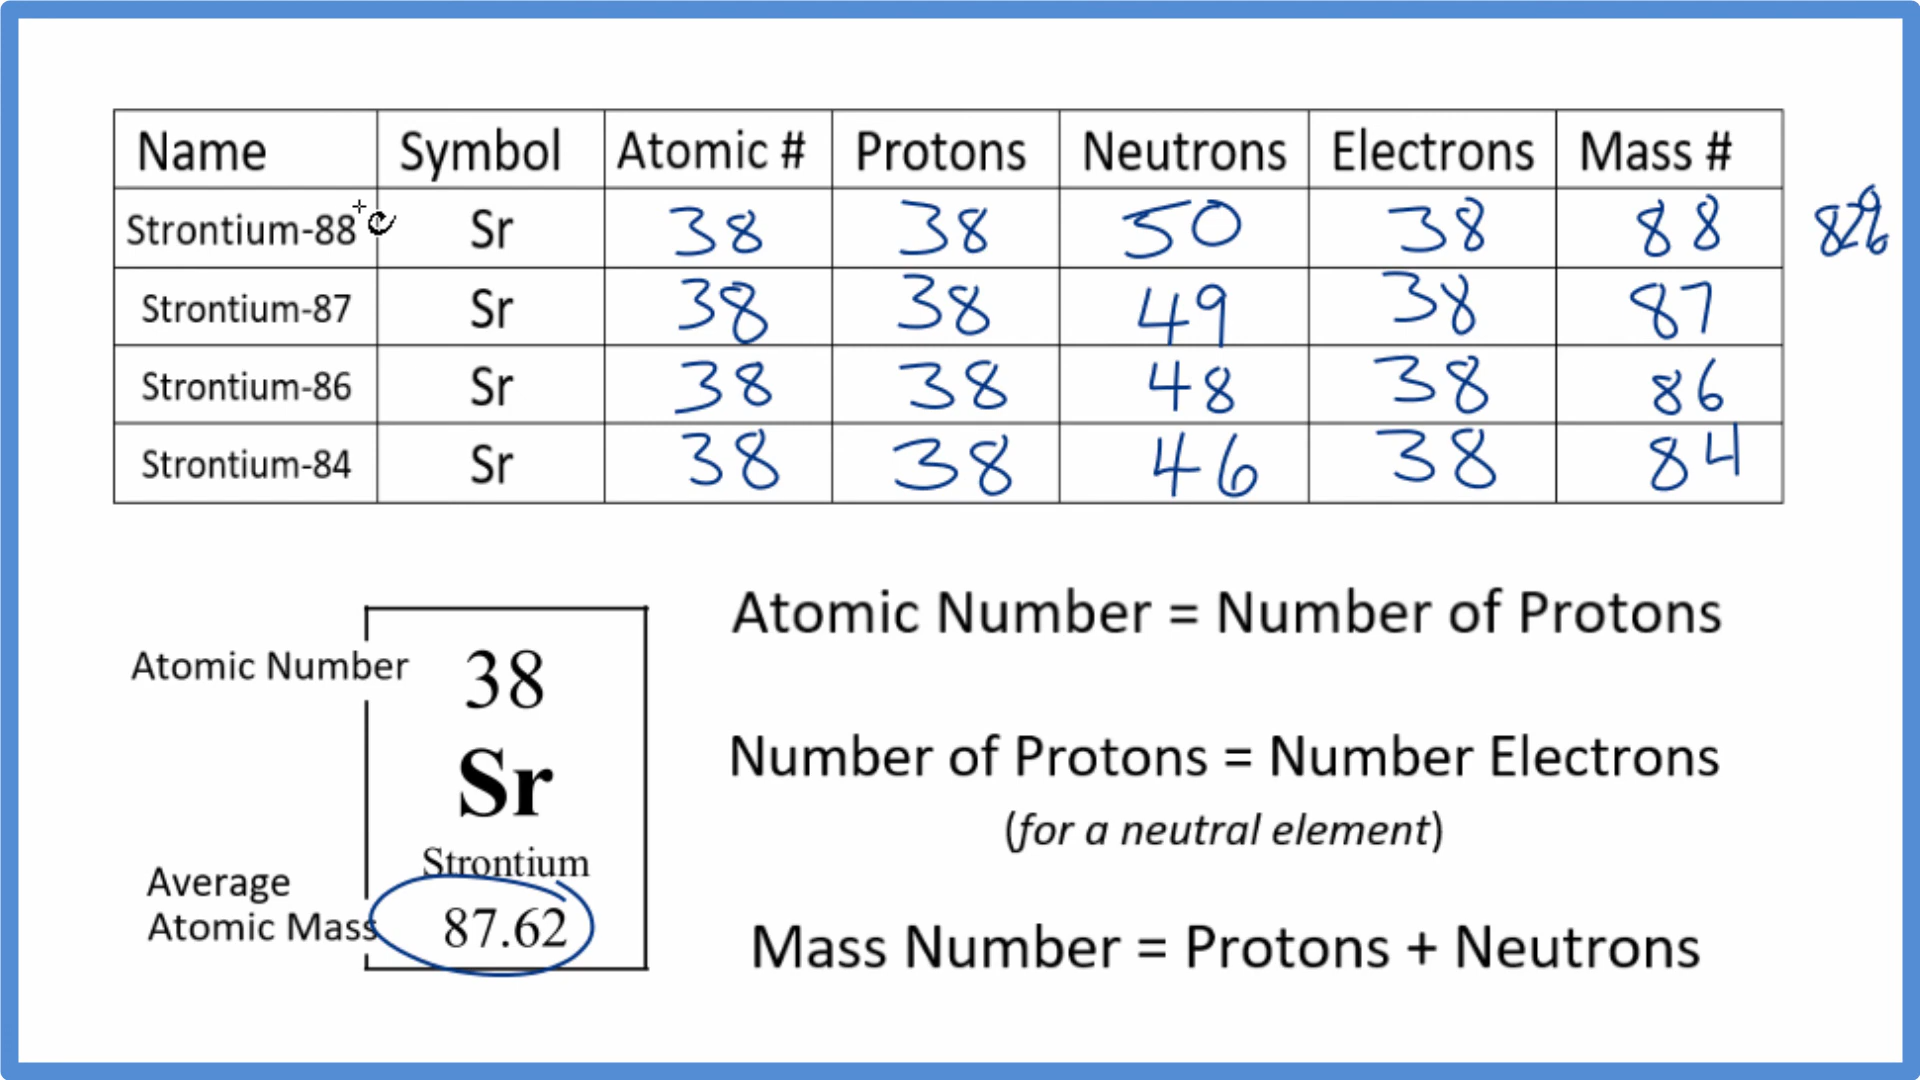 Name Symbol Atomic # Protons Neutrons Electrons Mass #
Strontium-88 Sr 38 38 50 38 88
Strontium-87 Sr 38 38 49 38 87
Strontium-86 Sr 38 38 48 38 86
Strontium-84 Sr 38 38 46 38 84
Atomic Number 38
Sr
Strontium
Average
Atomic Mass 87.62
Atomic Number = Number of Protons
Number of Protons = Number Electrons
(for a neutral element)
Mass Number = Protons + Neutrons